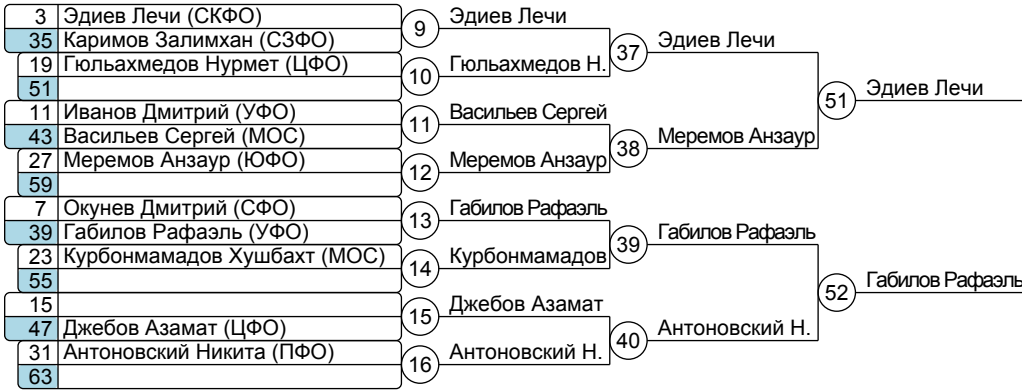 3 Эдиев Лечи (СКФО)
35 Каримов Залимхан (СЗФО)
19 Гюльахмедов Нурмет (ЦФО)
51
11 Иванов Дмитрий (УФО)
43 Васильев Сергей (МОС)
27 Меремов Анзаур (ЮФО)
59
7 Окунев Дмитрий (СФО)
39 Габилов Рафаэль (УФО)
23 Курбонмамадов Хушбахт (МОС)
55
15
47 Джебов Азамат (ЦФО)
31 Антоновский Никита (ПФО)
63
9 Эдиев Лечи
10 Гюльахмедов Н.
11 Васильев Сергей
12 Меремов Анзаур
13 Габилов Рафаэль
14 Курбонмамадов
15 Джебов Азамат
16 Антоновский Н.
37 Эдиев Лечи
38 Меремов Анзаур
39 Габилов Рафаэль
40 Антоновский Н.
51 Эдиев Лечи
52 Габилов Рафаэль